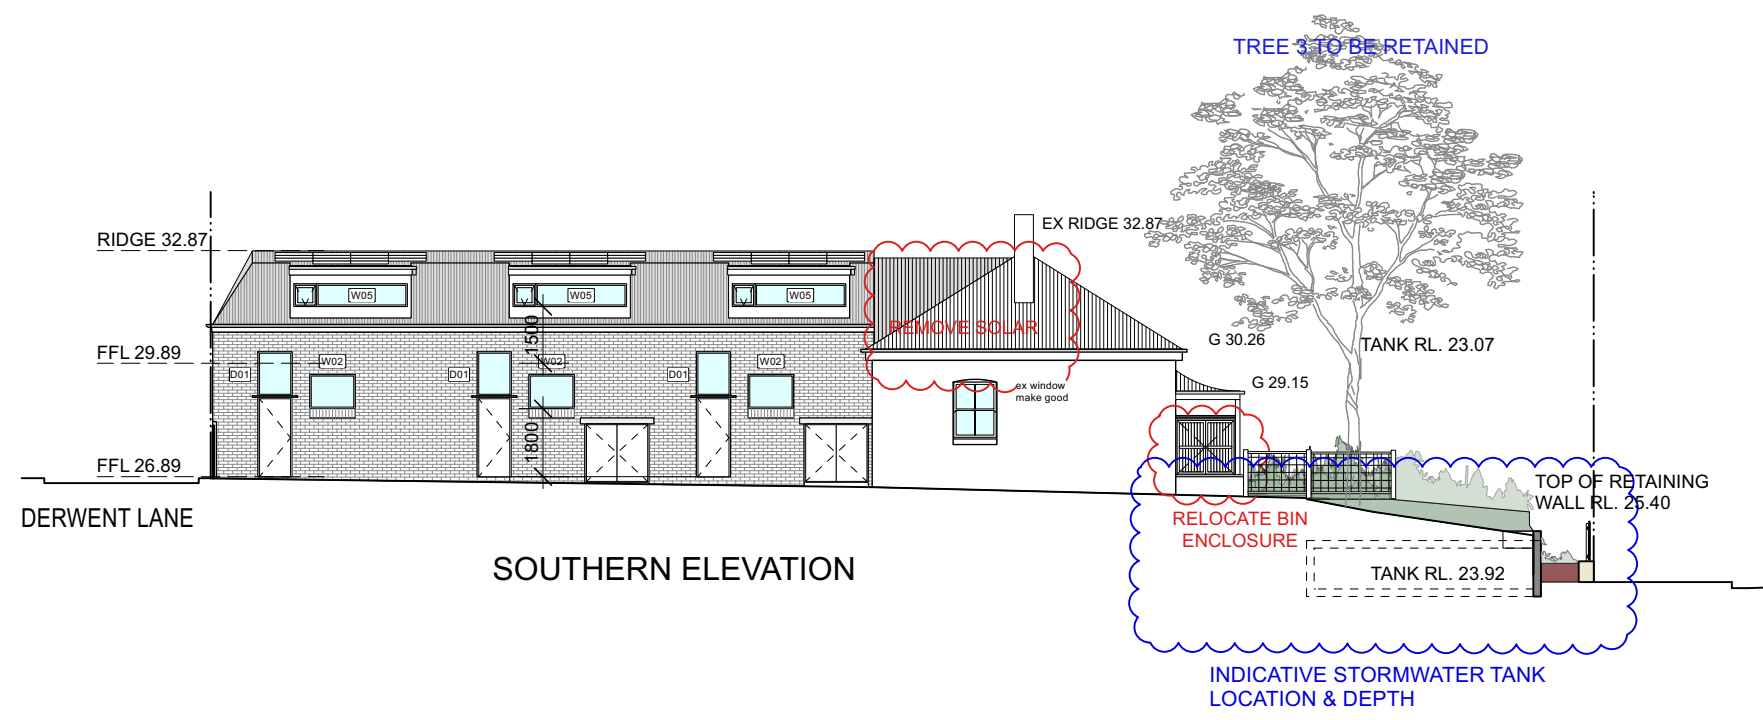 TREE 3 TO BE RETAINED
EX RIDGE 32.87
RIDGE 32.87
W05
W05
W05
REMOVE SOLAR
1500
G 30.26
TANK RL. 23.07
FFL 29.89
W02
W02
W02
D01
D01
D01
G 29.15
ex window
make good
1800
FFL 26.89
TOP OF RETAINING
WALL RL. 25.40
DERWENT LANE
RELOCATE BIN
ENCLOSURE
SOUTHERN ELEVATION
TANK RL. 23.92
INDICATIVE STORMWATER TANK
LOCATION & DEPTH